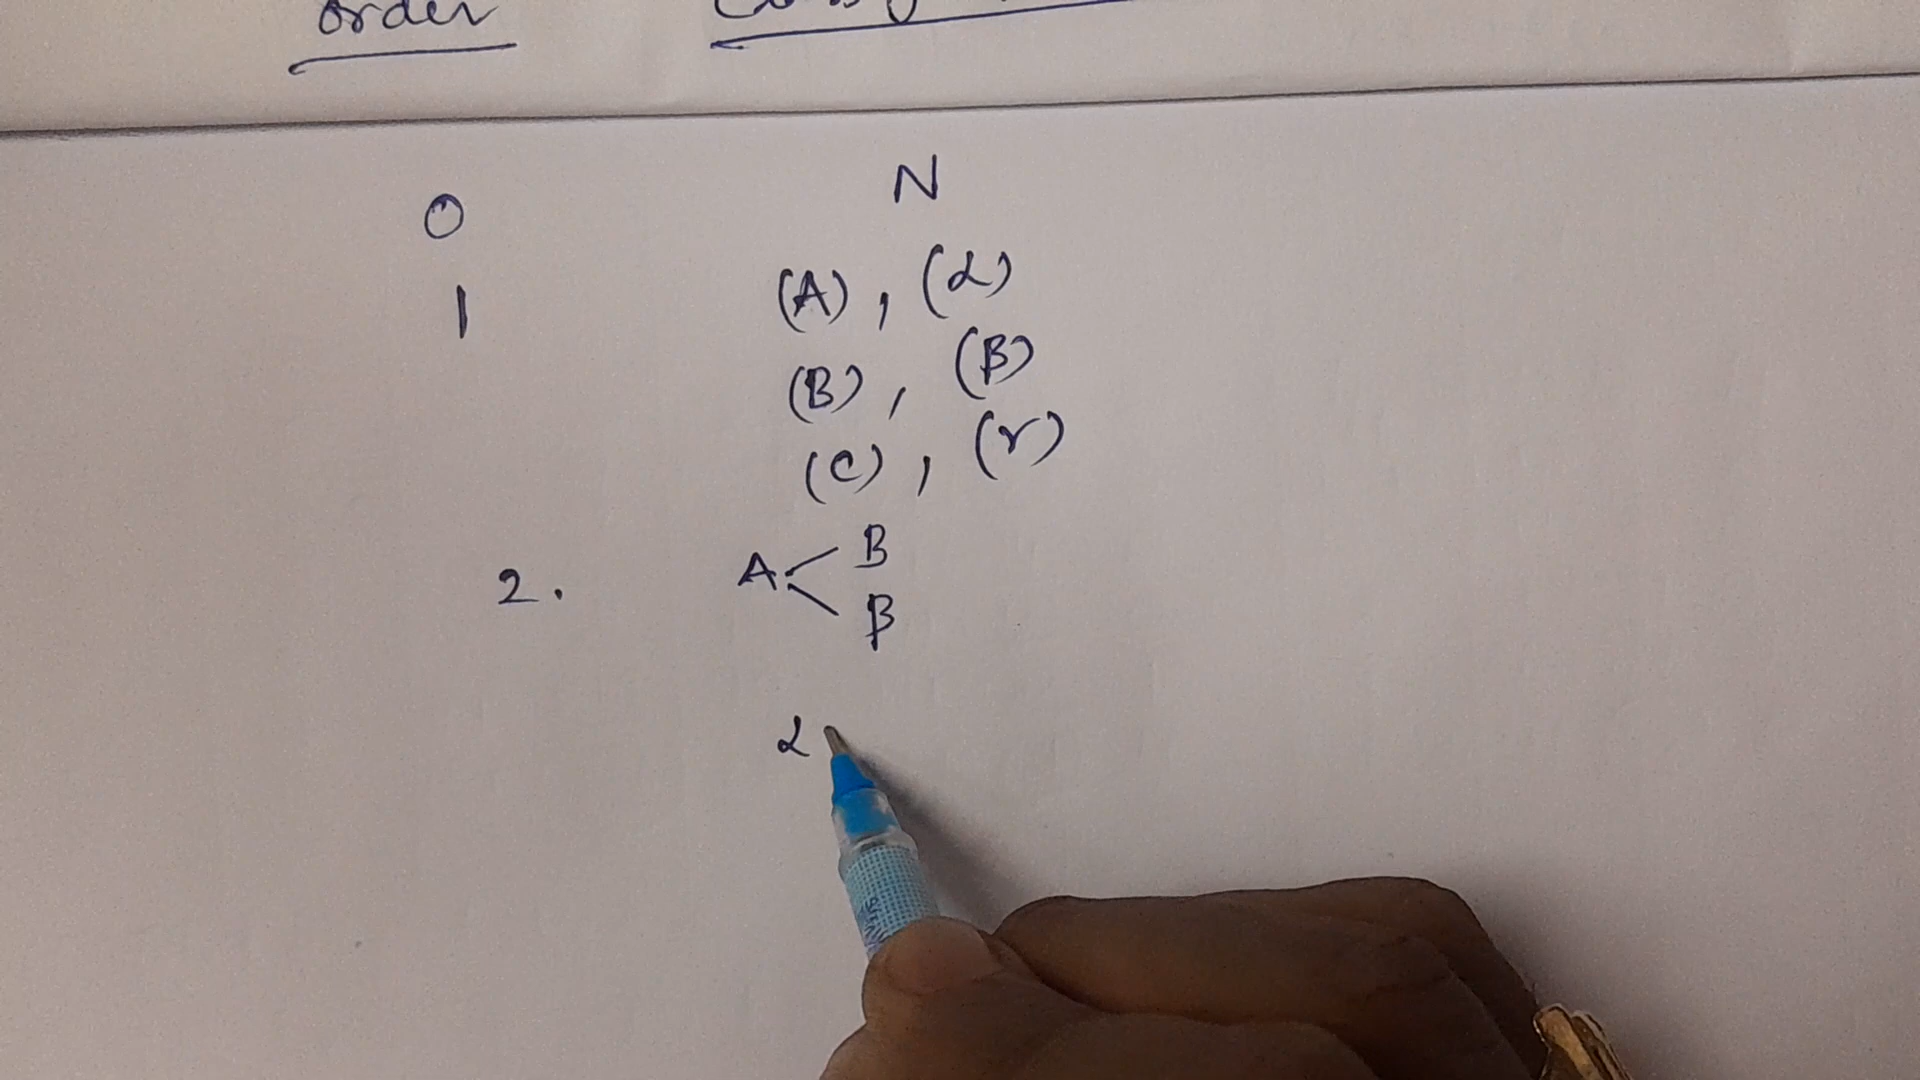 order
0 N
1 (A), (α)
(B), (β)
(C), (γ)
2. A < B
β
α